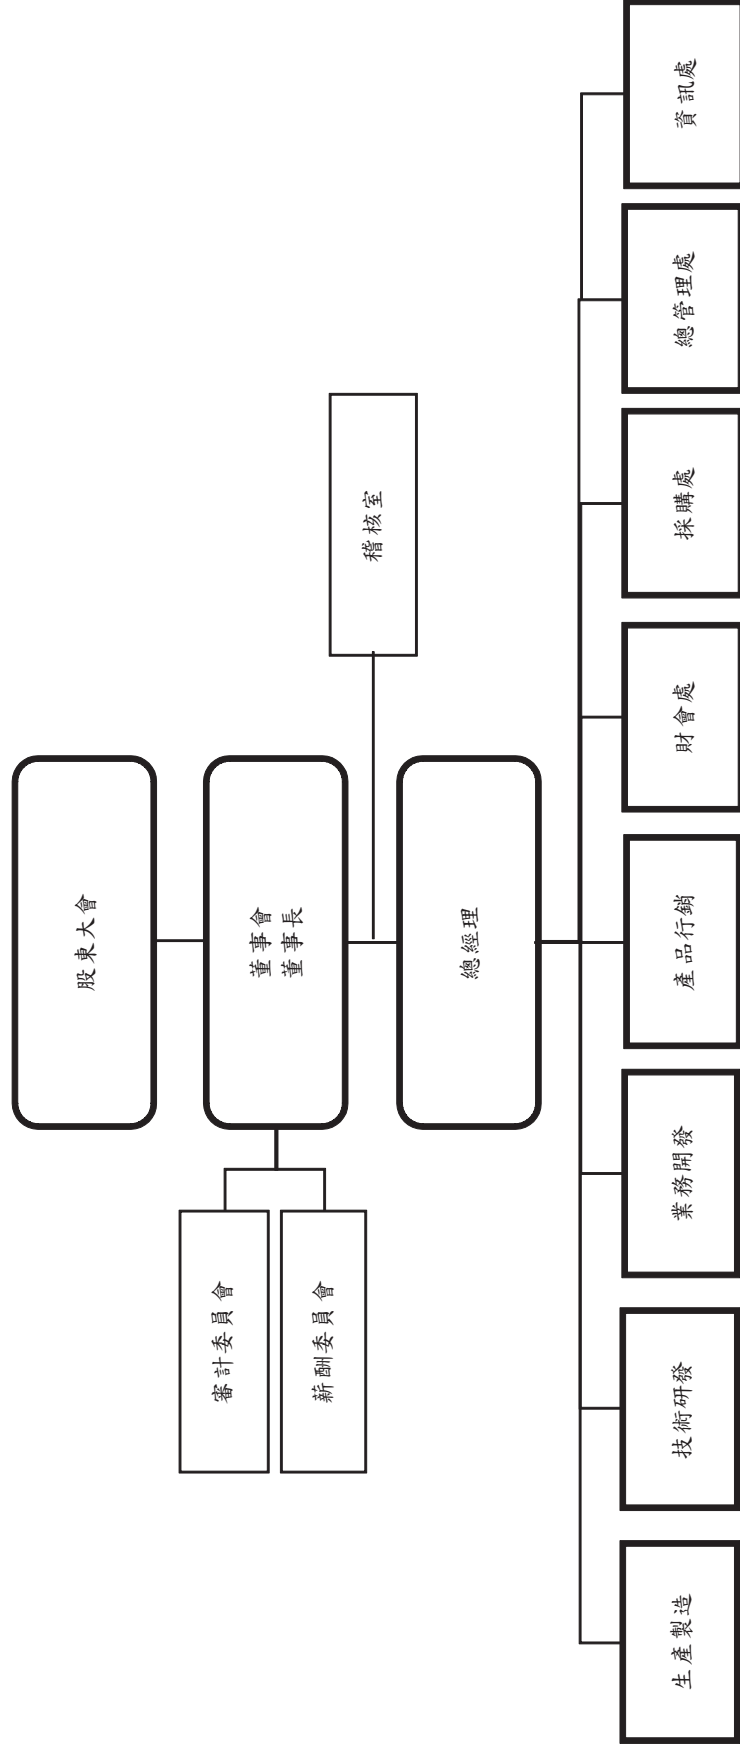 股東大會
董事會
董事長
審計委員會
薪酬委員會
稽核室
總經理
生產製造
技術研發
業務開發
產品行銷
財會處
採購處
總管理處
資訊處